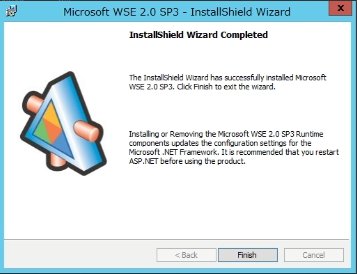 Microsoft WSE 2.0 SP3 - InstallShield Wizard
x
InstallShield Wizard Completed
The InstallShield Wizard has successfully installed Microsoft
WSE 2.0 SP3. Click Finish to exit the wizard.
Installing or Removing the Microsoft WSE 2.0 SP3 Runtime
components updates the configuration settings for the
Microsoft .NET Framework. It is recommended that you restart
ASP.NET before using the product.
< Back
Finish
Cancel